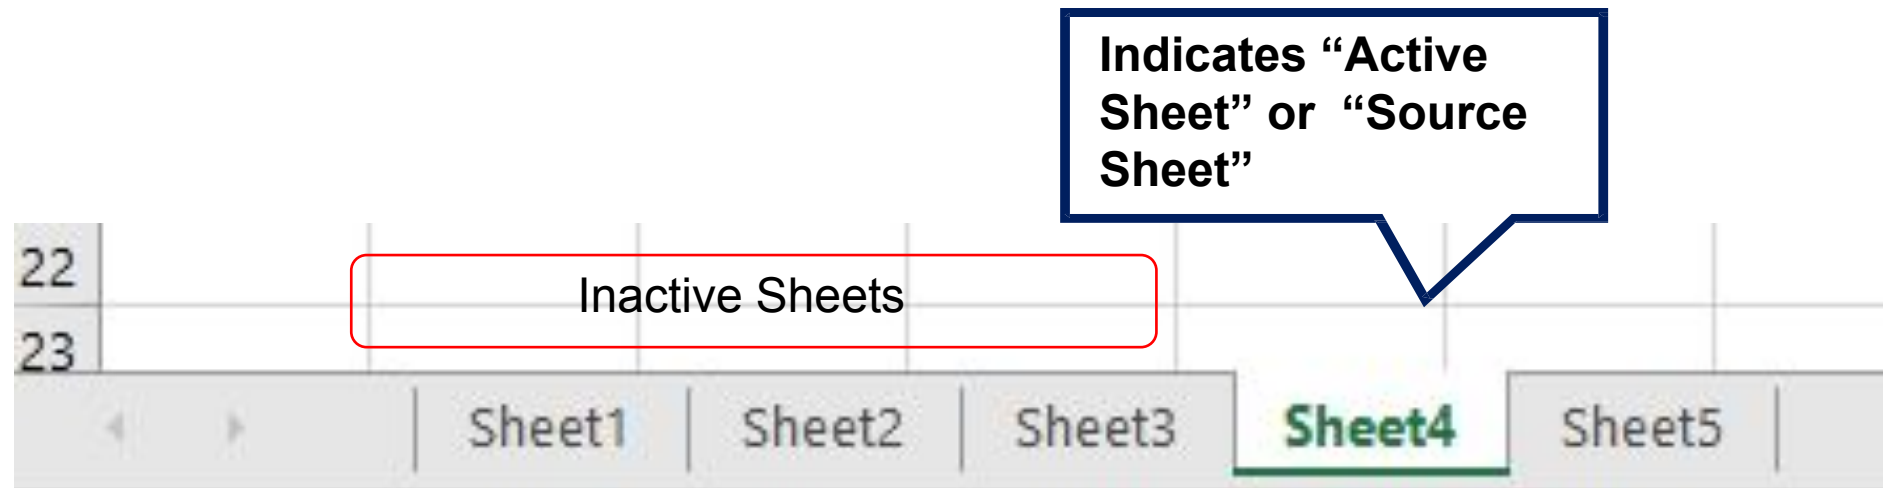 Indicates “Active
Sheet” or “Source
Sheet”
22
Inactive Sheets
23
Sheet1 Sheet2 Sheet3 Sheet4 Sheet5